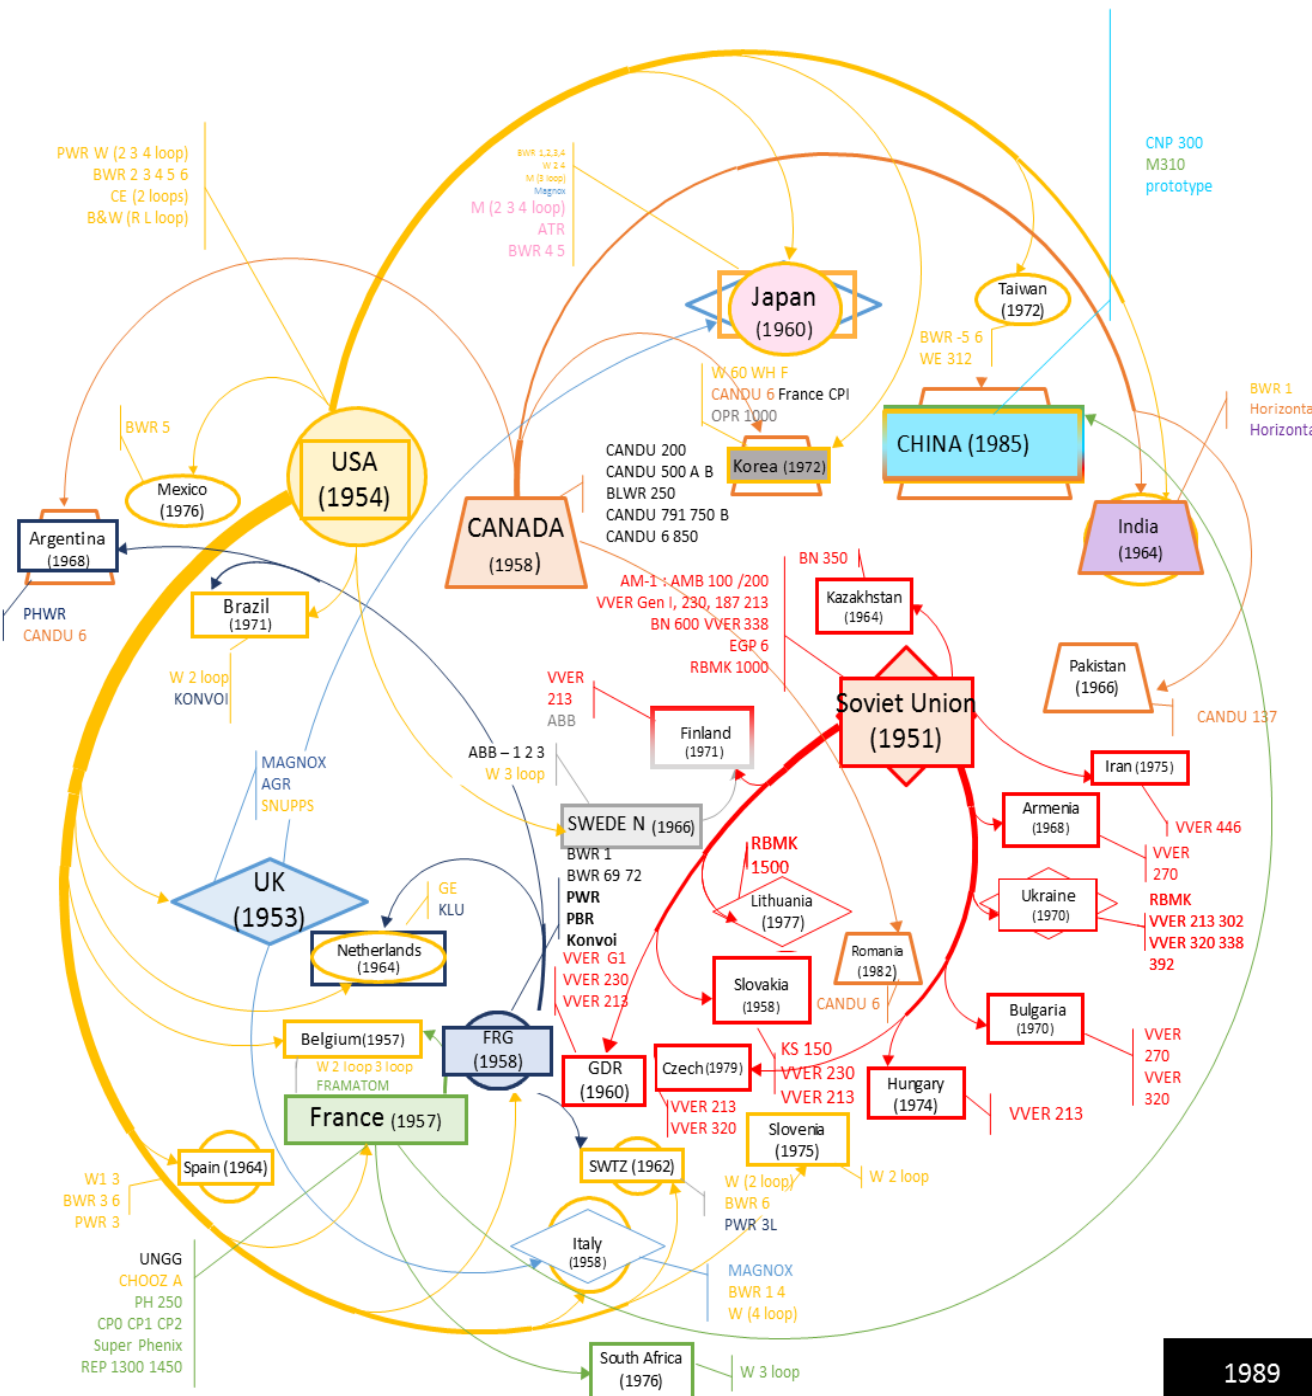 PWR W (2 3 4 loop)
BWR 2 3 4 5 6
CE (2 loops)
B&W (R L loop)
BWR 1,2,3,4
W 2 4
M (3 loop)
Magnox
M (2 3 4 loop)
ATR
BWR 4 5
CNP 300
M310
prototype
Japan
(1960)
Taiwan
(1972)
BWR -5 6
WE 312
W 60 WH F
CANDU 6 France CPI
OPR 1000
Korea (1972)
CHINA (1985)
BWR 1
Horizonta
Horizonta
India
(1964)
BWR 5
Mexico
(1976)
USA
(1954)
CANADA
(1958)
CANDU 200
CANDU 500 A B
BLWR 250
CANDU 791 750 B
CANDU 6 850
Argentina
(1968)
PHWR
CANDU 6
Brazil
(1971)
W 2 loop
KONVOI
AM-1 : AMB 100 /200
VVER Gen I, 230, 187 213
BN 600 VVER 338
EGP 6
RBMK 1000
BN 350
Kazakhstan
(1964)
Soviet Union
(1951)
Pakistan
(1966)
CANDU 137
VVER
213
ABB
Finland
(1971)
ABB – 1 2 3
W 3 loop
SWEDE N (1966)
Iran (1975)
VVER 446
Armenia
(1968)
VVER
270
Ukraine
(1970)
RBMK
VVER 213 302
VVER 320 338
392
MAGNOX
AGR
SNUPPS
UK
(1953)
GE
KLU
Netherlands
(1964)
BWR 1
BWR 69 72
PWR
PBR
Konvoi
VVER G1
VVER 230
VVER 213
RBMK
1500
Lithuania
(1977)
Romania
(1982)
CANDU 6
Slovakia
(1958)
KS 150
VVER 230
VVER 213
Bulgaria
(1970)
VVER
270
VVER
320
Belgium(1957)
W 2 loop 3 loop
FRAMATOM
FRG
(1958)
GDR
(1960)
Czech (1979)
VVER 213
VVER 320
Hungary
(1974)
VVER 213
France (1957)
Slovenia
(1975)
W 2 loop
Spain (1964)
W1 3
BWR 3 6
PWR 3
SWTZ (1962)
W (2 loop)
BWR 6
PWR 3L
Italy
(1958)
MAGNOX
BWR 1 4
W (4 loop)
UNGG
CHOOZ A
PH 250
CP0 CP1 CP2
Super Phenix
REP 1300 1450
South Africa
(1976)
W 3 loop
1989